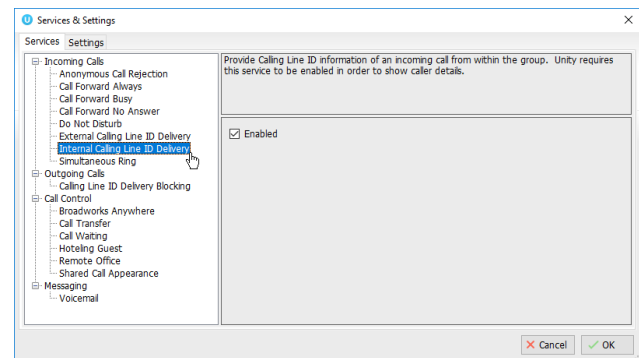 Services & Settings
Services Settings
Incoming Calls
Anonymous Call Rejection
Call Forward Always
Call Forward Busy
Call Forward No Answer
Do Not Disturb
External Calling Line ID Delivery
Internal Calling Line ID Delivery
Simultaneous Ring
Outgoing Calls
Calling Line ID Delivery Blocking
Call Control
Broadworks Anywhere
Call Transfer
Call Waiting
Hoteling Guest
Remote Office
Shared Call Appearance
Messaging
Voicemail
Provide Calling Line ID information of an incoming call from within the group. Unity requires
this service to be enabled in order to show caller details.
Enabled
Cancel
OK